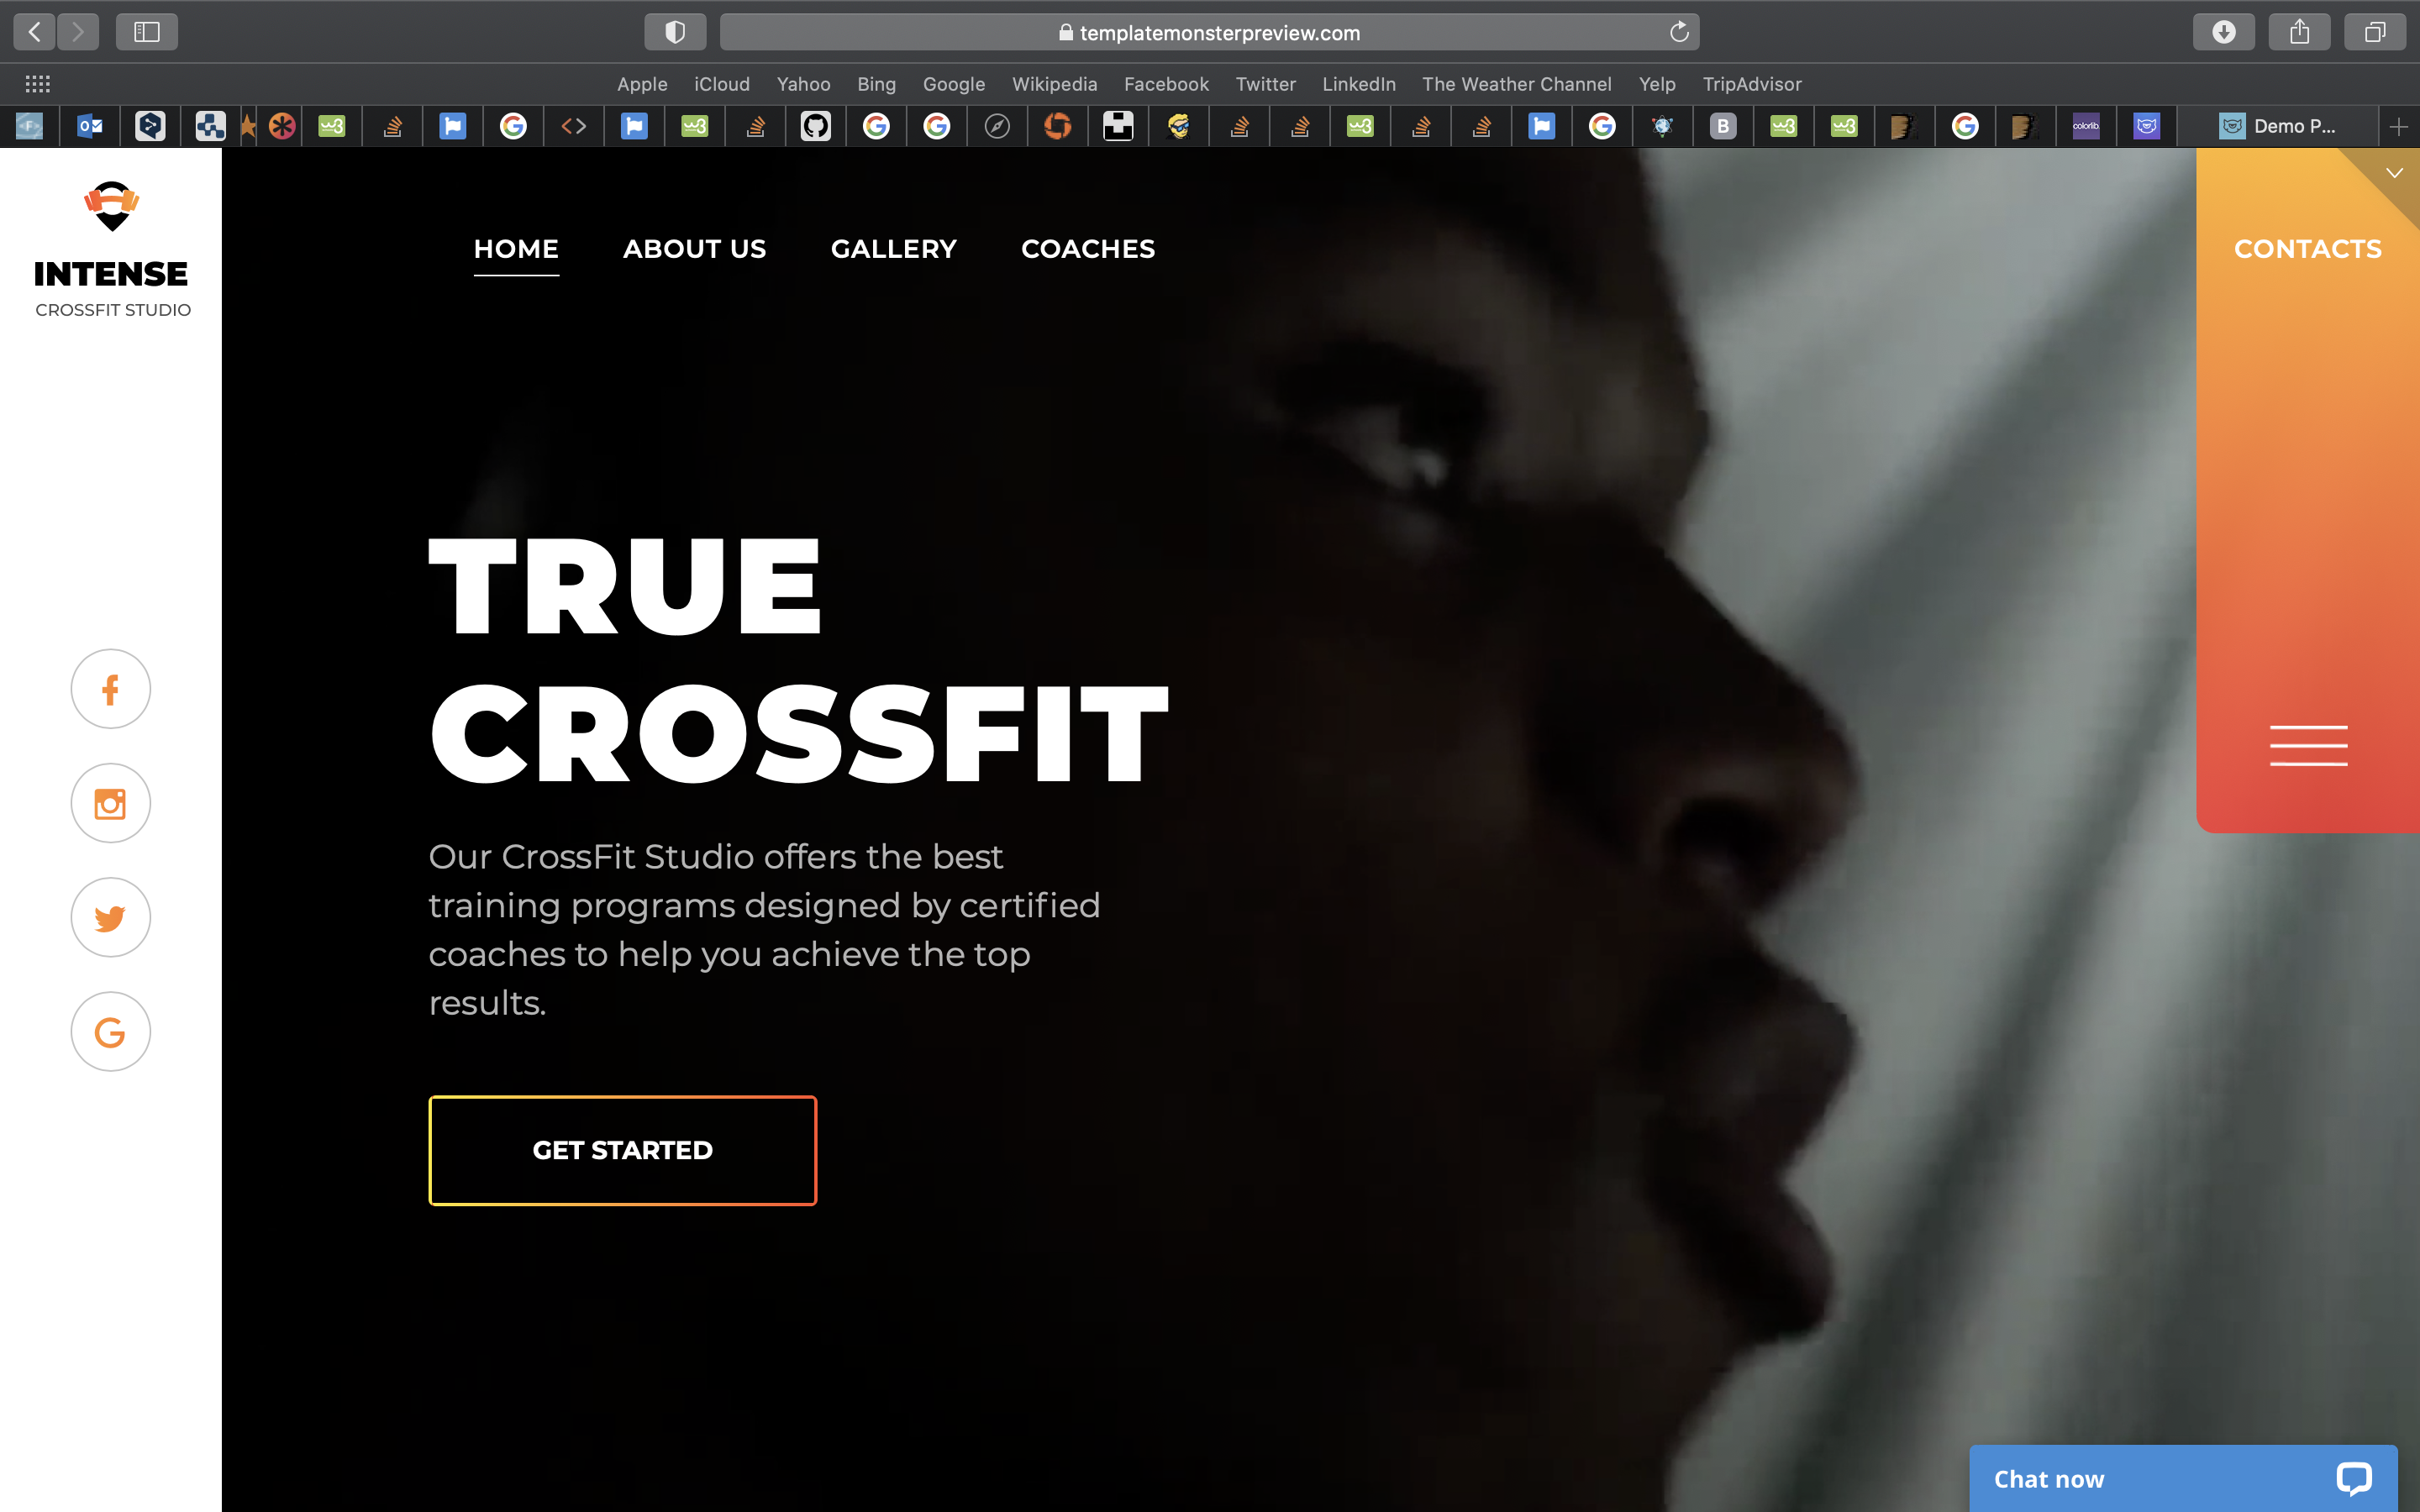 templatemonsterpreview.com
Apple iCloud Yahoo Bing Google Wikipedia Facebook Twitter LinkedIn The Weather Channel Yelp TripAdvisor
Demo P...
INTENSE
CROSSFIT STUDIO
HOME ABOUT US GALLERY COACHES
CONTACTS
TRUE
CROSSFIT
Our CrossFit Studio offers the best
training programs designed by certified
coaches to help you achieve the top
results.
GET STARTED
Chat now